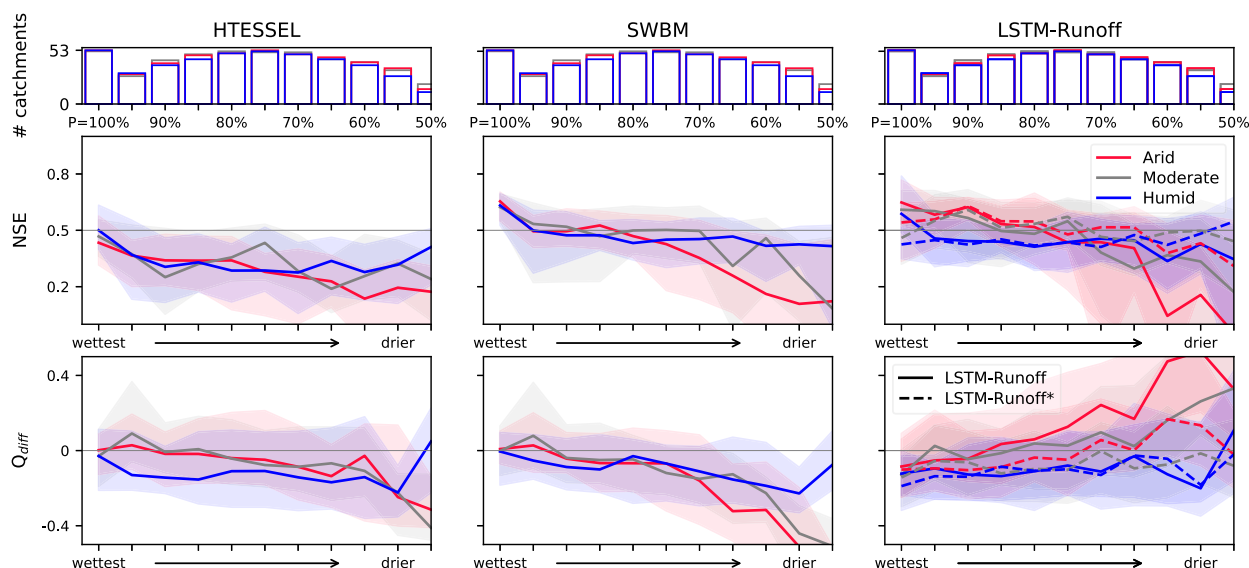 HTESSEL SWBM LSTM-Runoff
# catchments
53
0
P=100% 90% 80% 70% 60% 50%
P=100% 90% 80% 70% 60% 50%
P=100% 90% 80% 70% 60% 50%
NSE
0.8
0.5
0.2
Arid
Moderate
Humid
wettest drier wettest drier wettest drier
Qdiff
0.4
0
-0.4
LSTM-Runoff
LSTM-Runoff*
wettest drier wettest drier wettest drier